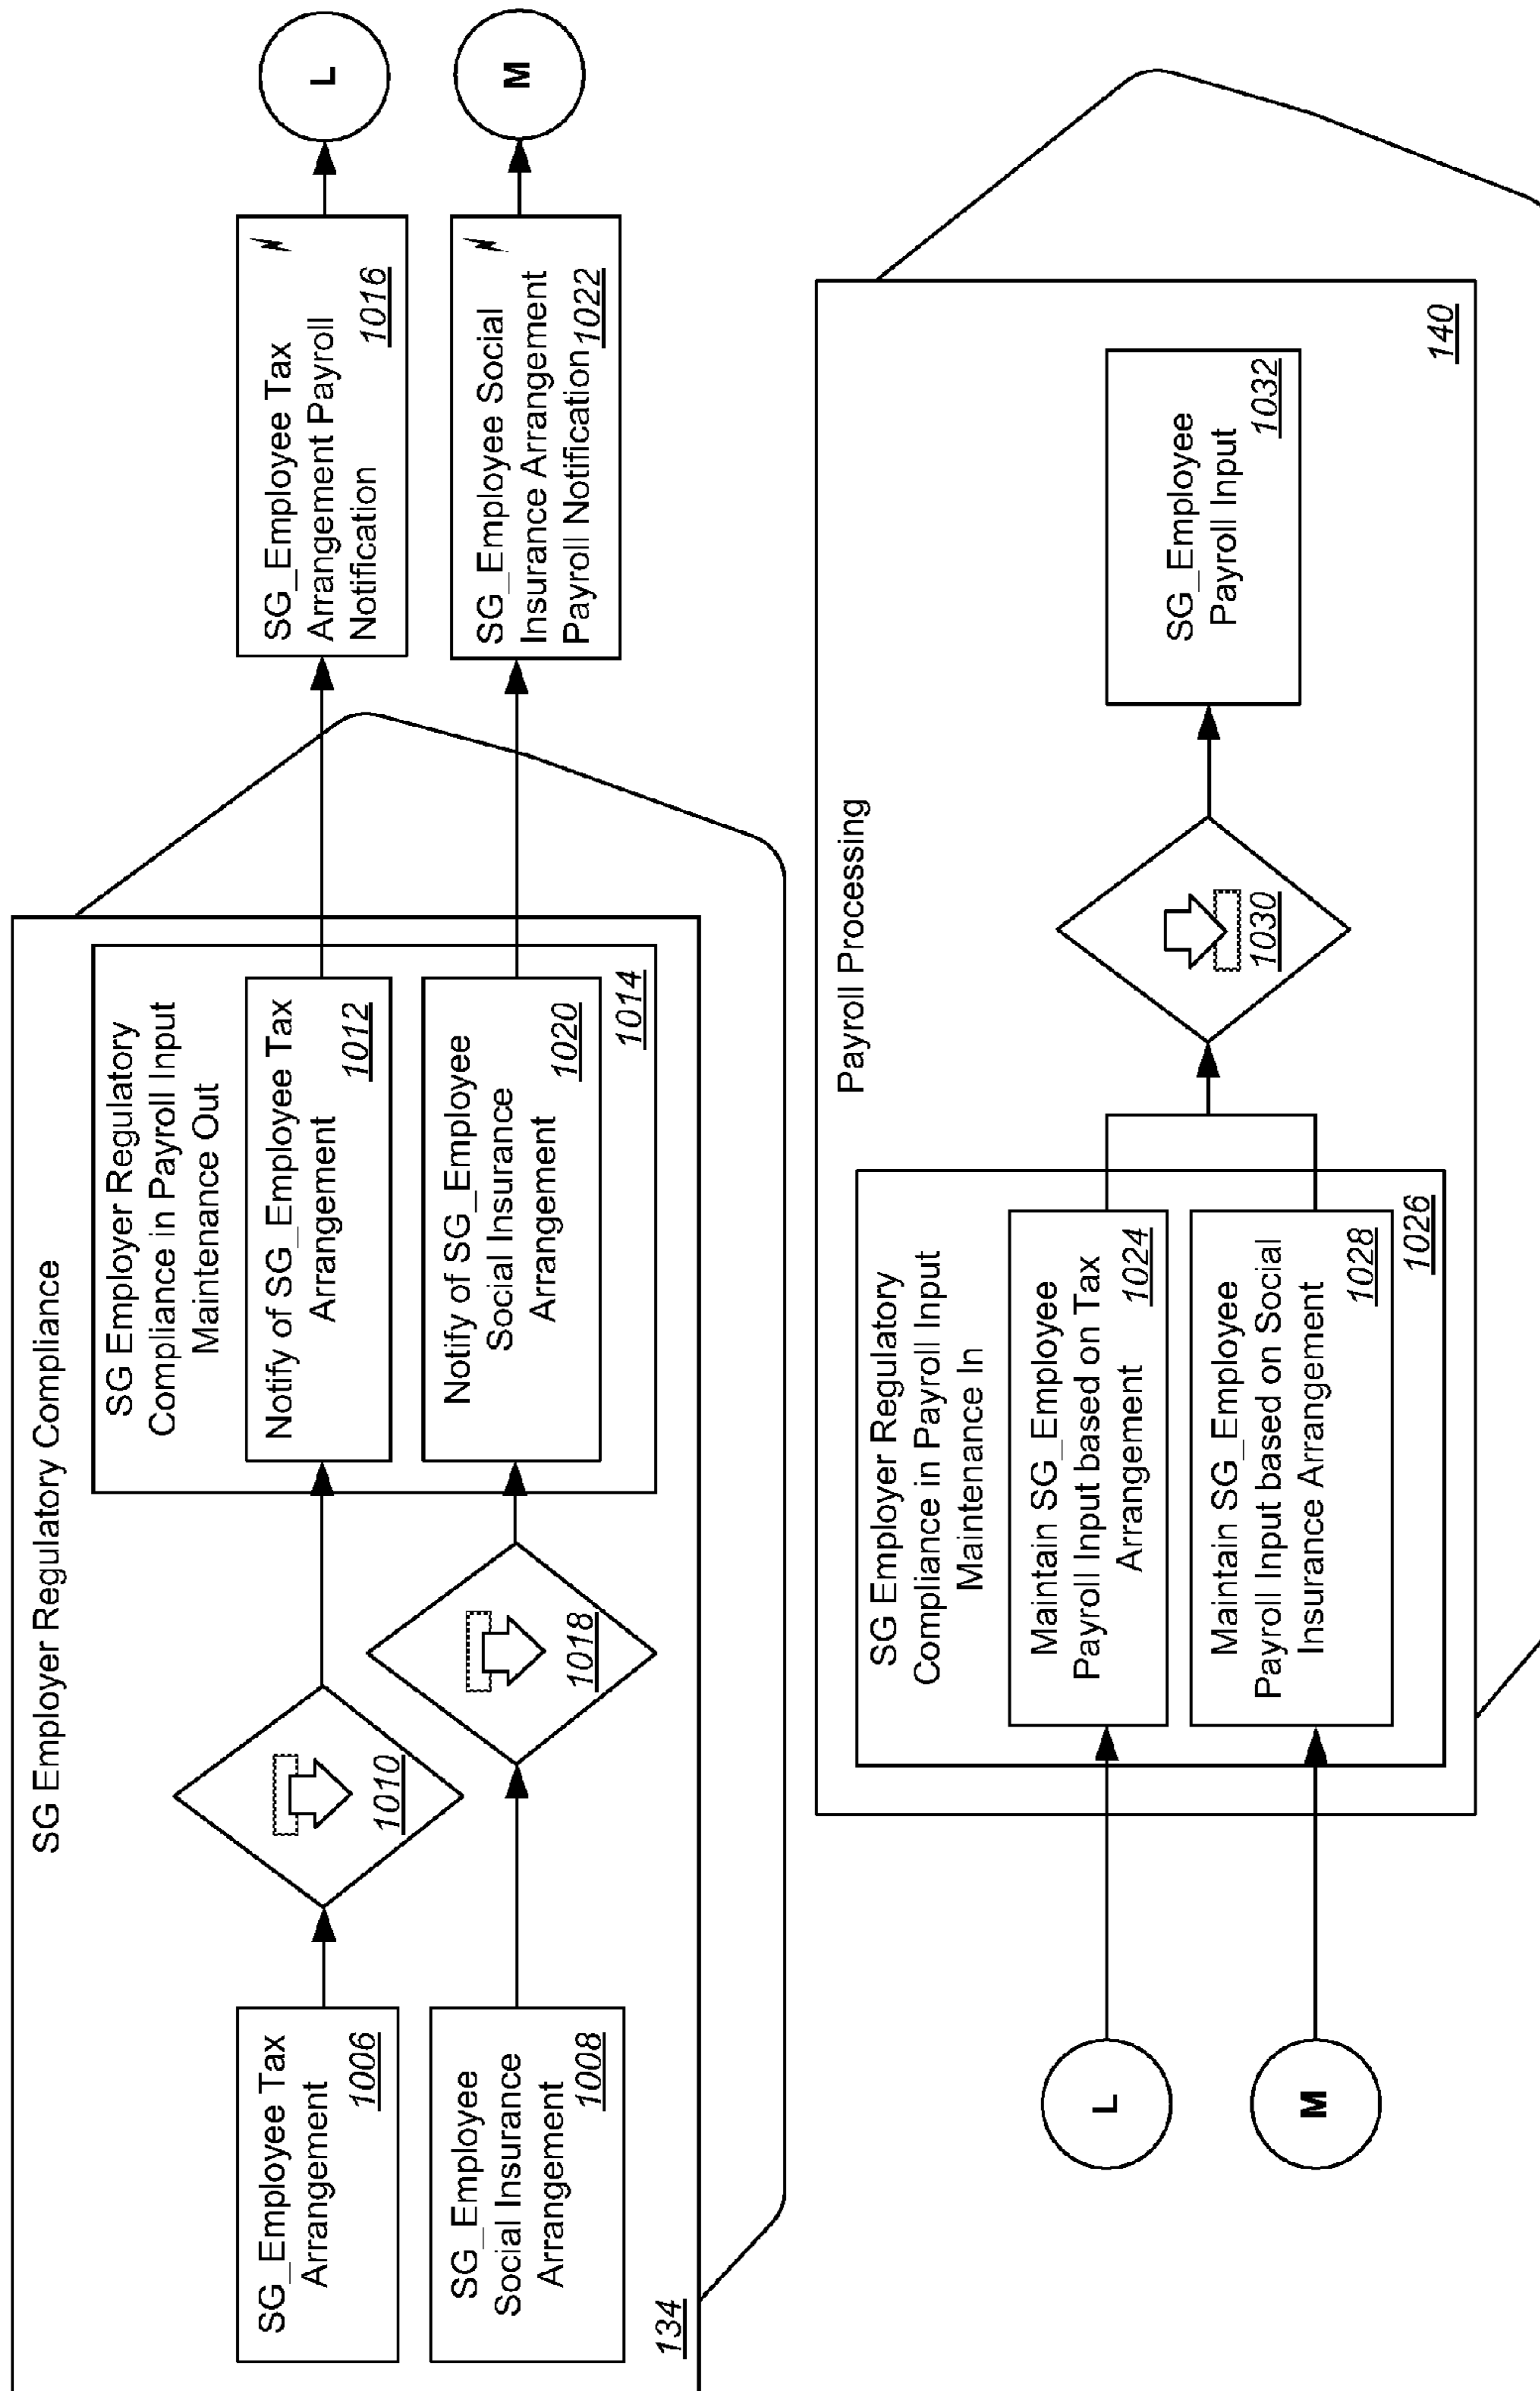 SG Employer Regulatory Compliance
SG_Employee Tax
Arrangement
1006
SG_Employee
Social Insurance
Arrangement
1008
134
1010
1018
SG Employer Regulatory
Compliance in Payroll Input
Maintenance Out
Notify of SG_Employee Tax
Arrangement
1012
Notify of SG_Employee
Social Insurance
Arrangement
1020
1014
SG_Employee Tax
Arrangement Payroll
Notification
1016
SG_Employee Social
Insurance Arrangement
Payroll Notification 1022
L
M
Payroll Processing
L
M
SG Employer Regulatory
Compliance in Payroll Input
Maintenance In
Maintain SG_Employee
Payroll Input based on Tax
Arrangement
1024
Maintain SG_Employee
Payroll Input based on Social
Insurance Arrangement
1028
1026
1030
SG_Employee
Payroll Input
1032
140